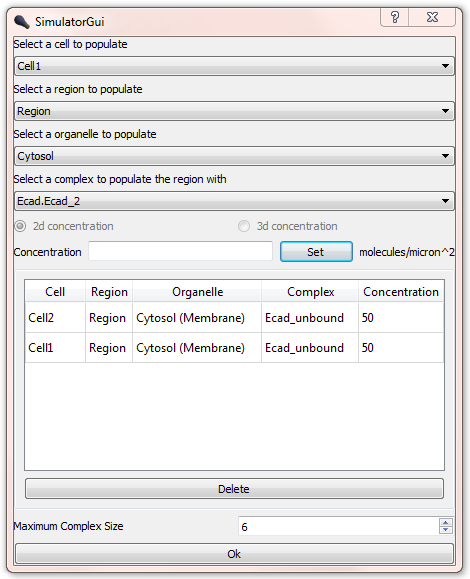 SimulatorGui
Select a cell to populate
Cell1
Select a region to populate
Region
Select a organelle to populate
Cytosol
Select a complex to populate the region with
Ecad.Ecad_2
2d concentration 3d concentration
Concentration Set molecules/micron^2
Cell Region Organelle Complex Concentration
Cell2 Region Cytosol (Membrane) Ecad_unbound 50
Cell1 Region Cytosol (Membrane) Ecad_unbound 50
Delete
Maximum Complex Size 6
Ok